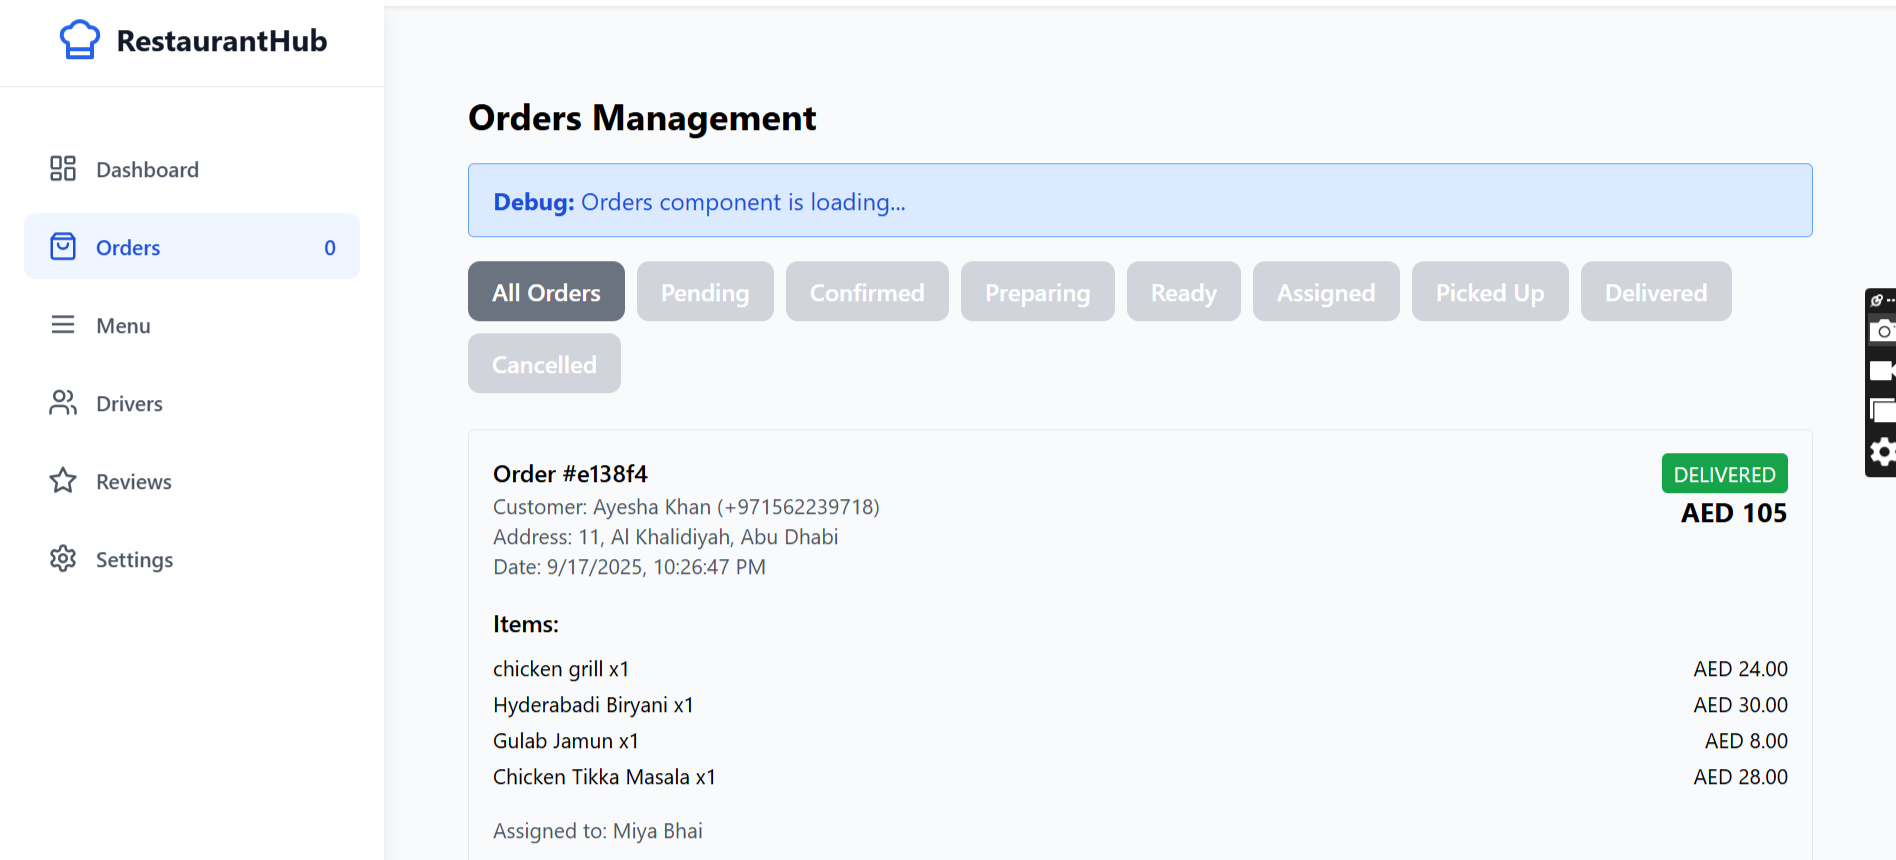 RestaurantHub
Dashboard
Orders 0
Menu
Drivers
Reviews
Settings
Orders Management
Debug: Orders component is loading...
All Orders Pending Confirmed Preparing Ready Assigned Picked Up Delivered
Cancelled
Order #e138f4 DELIVERED
Customer: Ayesha Khan (+971562239718) AED 105
Address: 11, Al Khalidiyah, Abu Dhabi
Date: 9/17/2025, 10:26:47 PM
Items:
chicken grill x1 AED 24.00
Hyderabadi Biryani x1 AED 30.00
Gulab Jamun x1 AED 8.00
Chicken Tikka Masala x1 AED 28.00
Assigned to: Miya Bhai